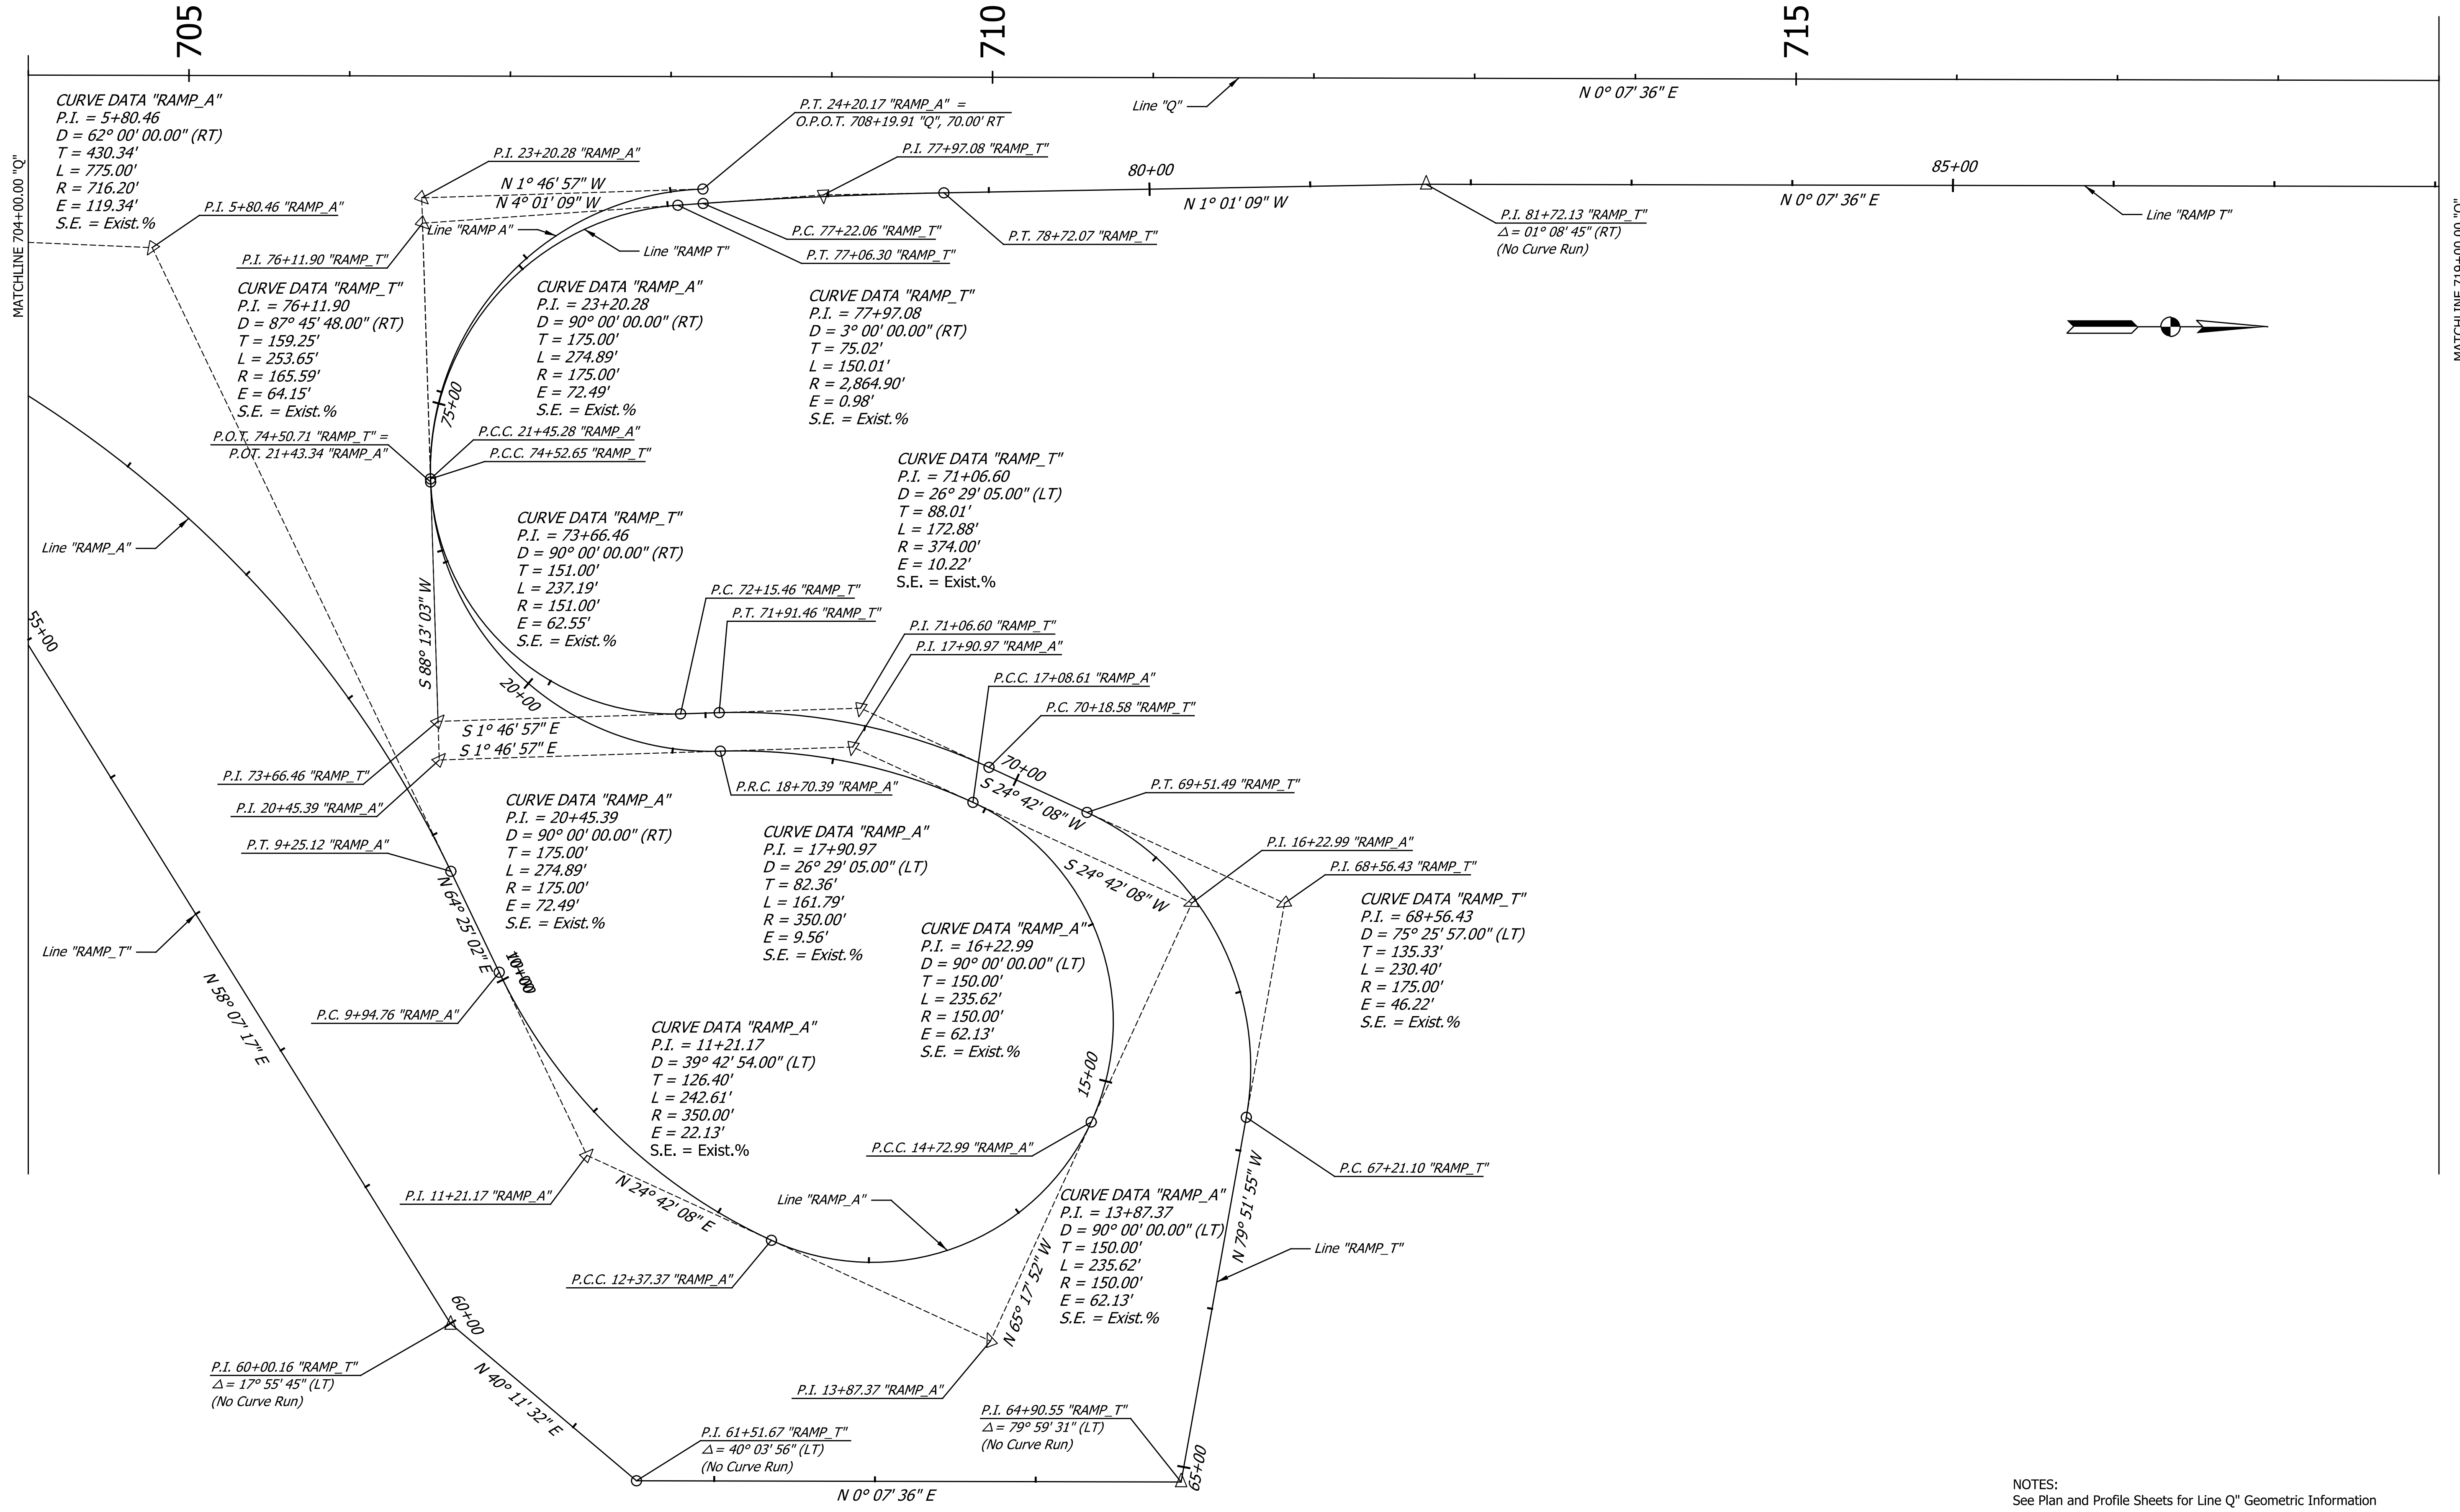 705
710
715
MATCHLINE 704+00.00 "Q"
CURVE DATA "RAMP_A"
P.I. = 5+80.46
D = 62° 00' 00.00" (RT)
T = 430.34'
L = 775.00'
R = 716.20'
E = 119.34'
S.E. = Exist.%
P.I. 5+80.46 "RAMP_A"
P.I. 23+20.28 "RAMP_A"
N 1° 46' 57" W
N 4° 01' 09" W
P.T. 24+20.17 "RAMP_A" =
O.P.O.T. 708+19.91 "Q", 70.00' RT
P.I. 77+97.08 "RAMP_T"
Line "Q"
N 0° 07' 36" E
80+00
85+00
N 1° 01' 09" W
N 0° 07' 36" E
Line "RAMP T"
P.I. 81+72.13 "RAMP_T"
△ = 01° 08' 45" (RT)
(No Curve Run)
P.C. 77+22.06 "RAMP_T"
P.T. 77+06.30 "RAMP_T"
P.T. 78+72.07 "RAMP_T"
Line "RAMP A"
Line "RAMP T"
P.I. 76+11.90 "RAMP_T"
CURVE DATA "RAMP_T"
P.I. = 76+11.90
D = 87° 45' 48.00" (RT)
T = 159.25'
L = 253.65'
R = 165.59'
E = 64.15'
S.E. = Exist.%
CURVE DATA "RAMP_A"
P.I. = 23+20.28
D = 90° 00' 00.00" (RT)
T = 175.00'
L = 274.89'
R = 175.00'
E = 72.49'
S.E. = Exist.%
CURVE DATA "RAMP_T"
P.I. = 77+97.08
D = 3° 00' 00.00" (RT)
T = 75.02'
L = 150.01'
R = 2,864.90'
E = 0.98'
S.E. = Exist.%
MATCHLINE 719+00.00 "Q"
75+00
P.O.T. 74+50.71 "RAMP_T" =
P.OT. 21+43.34 "RAMP_A"
P.C.C. 21+45.28 "RAMP_A"
P.C.C. 74+52.65 "RAMP_T"
CURVE DATA "RAMP_T"
P.I. = 71+06.60
D = 26° 29' 05.00" (LT)
T = 88.01'
L = 172.88'
R = 374.00'
E = 10.22'
S.E. = Exist.%
CURVE DATA "RAMP_T"
P.I. = 73+66.46
D = 90° 00' 00.00" (RT)
T = 151.00'
L = 237.19'
R = 151.00'
E = 62.55'
S.E. = Exist.%
Line "RAMP_A"
55+00
S 88° 13' 03" W
20+00
P.C. 72+15.46 "RAMP_T"
P.T. 71+91.46 "RAMP_T"
P.I. 71+06.60 "RAMP_T"
P.I. 17+90.97 "RAMP_A"
P.C.C. 17+08.61 "RAMP_A"
P.C. 70+18.58 "RAMP_T"
S 1° 46' 57" E
S 1° 46' 57" E
P.I. 73+66.46 "RAMP_T"
P.I. 20+45.39 "RAMP_A"
P.T. 9+25.12 "RAMP_A"
P.R.C. 18+70.39 "RAMP_A"
70+00
S 24° 42' 08" W
S 24° 42' 08" W
P.T. 69+51.49 "RAMP_T"
P.I. 16+22.99 "RAMP_A"
P.I. 68+56.43 "RAMP_T"
CURVE DATA "RAMP_A"
P.I. = 20+45.39
D = 90° 00' 00.00" (RT)
T = 175.00'
L = 274.89'
R = 175.00'
E = 72.49'
S.E. = Exist.%
CURVE DATA "RAMP_A"
P.I. = 17+90.97
D = 26° 29' 05.00" (LT)
T = 82.36'
L = 161.79'
R = 350.00'
E = 9.56'
S.E. = Exist.%
CURVE DATA "RAMP_A"
P.I. = 16+22.99
D = 90° 00' 00.00" (LT)
T = 150.00'
L = 235.62'
R = 150.00'
E = 62.13'
S.E. = Exist.%
CURVE DATA "RAMP_T"
P.I. = 68+56.43
D = 75° 25' 57.00" (LT)
T = 135.33'
L = 230.40'
R = 175.00'
E = 46.22'
S.E. = Exist.%
Line "RAMP_T"
N 64° 25' 02" E
N 58° 07' 17" E
P.C. 9+94.76 "RAMP_A"
CURVE DATA "RAMP_A"
P.I. = 11+21.17
D = 39° 42' 54.00" (LT)
T = 126.40'
L = 242.61'
R = 350.00'
E = 22.13'
S.E. = Exist.%
15+00
P.C.C. 14+72.99 "RAMP_A"
P.C. 67+21.10 "RAMP_T"
P.I. 11+21.17 "RAMP_A"
N 24° 42' 08" E
Line "RAMP_A"
CURVE DATA "RAMP_A"
P.I. = 13+87.37
D = 90° 00' 00.00" (LT)
T = 150.00'
L = 235.62'
R = 150.00'
E = 62.13'
S.E. = Exist.%
N 79° 51' 55" W
Line "RAMP_T"
N 65° 17' 52" W
P.C.C. 12+37.37 "RAMP_A"
60+00
P.I. 60+00.16 "RAMP_T"
△ = 17° 55' 45" (LT)
(No Curve Run)
N 40° 11' 32" E
P.I. 13+87.37 "RAMP_A"
P.I. 61+51.67 "RAMP_T"
△ = 40° 03' 56" (LT)
(No Curve Run)
P.I. 64+90.55 "RAMP_T"
△ = 79° 59' 31" (LT)
(No Curve Run)
65+00
N 0° 07' 36" E
NOTES:
See Plan and Profile Sheets for Line Q" Geometric Information